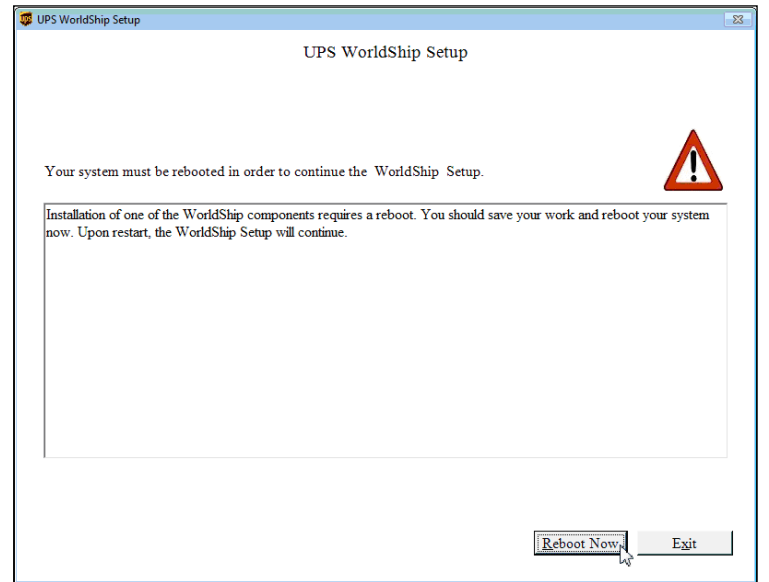 UPS WorldShip Setup
UPS WorldShip Setup
Your system must be rebooted in order to continue the  WorldShip  Setup.
Installation of one of the WorldShip components requires a reboot. You should save your work and reboot your system
now. Upon restart, the WorldShip Setup will continue.
Reboot Now
Exit